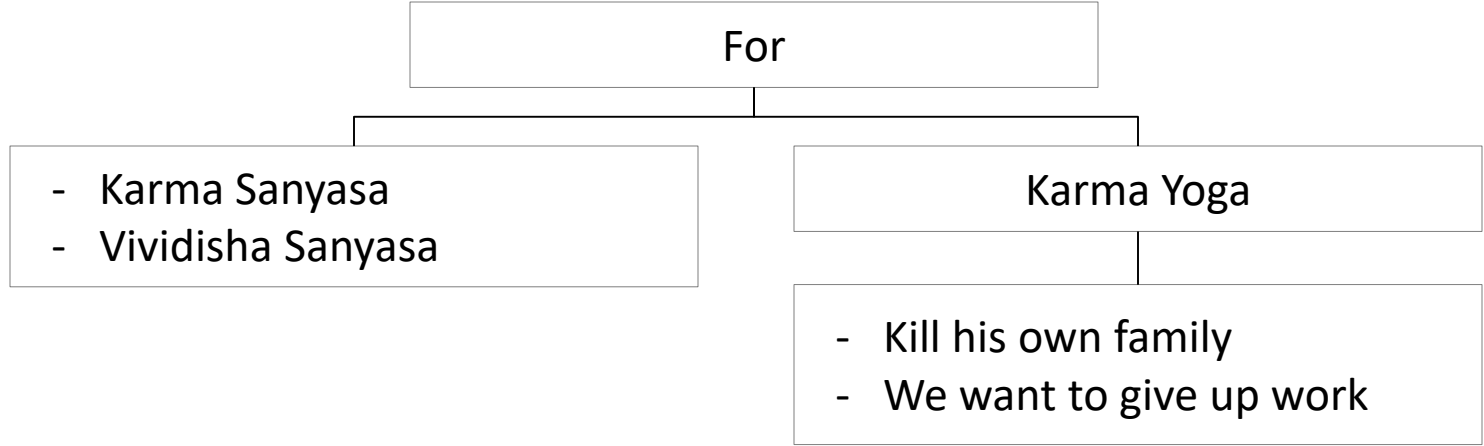 For
- Karma Sanyasa
- Vividisha Sanyasa
Karma Yoga
- Kill his own family
- We want to give up work